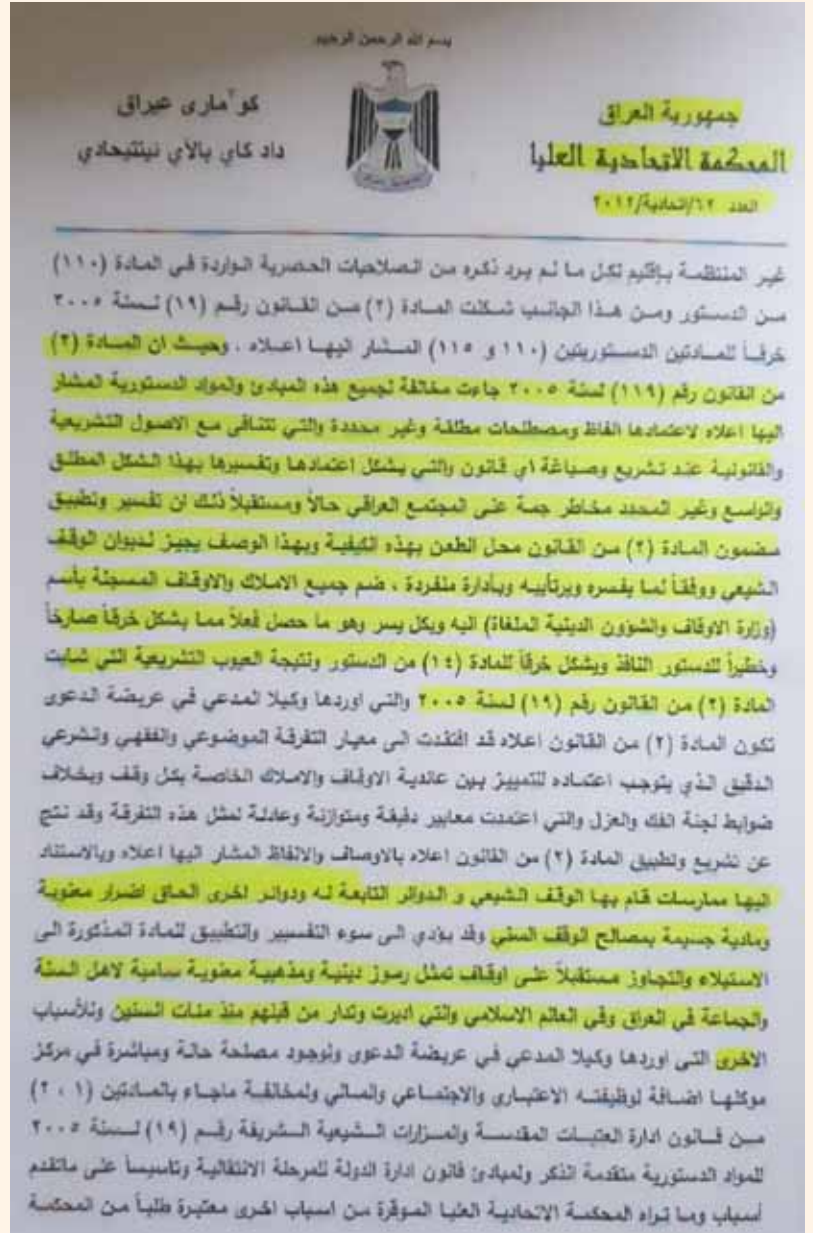 بسم الله الرحمن الرحيم
جمهورية العراق
المحكمة الاتحادية العليا
العدد ٦٢/اتحادية/٢٠١٢
كۆماری عیراق
داد كاي بالآي ئيتتيحادي
جمهورية العراق
غير المنتظمة بإقليم لكل ما لم يرد ذكره من الصلاحيات الحصرية الواردة في المادة (١١٠)
من الدستور ومن هذا الجانب شكلت المادة (٢) من القانون رقم (١٩) لسنة ٢٠٠٥
خرقاً للمادتين الدستوريتين (١١٠ و ١١٥) المشار اليها اعلاه . وحيث ان المادة (٢)
من القانون رقم (١١٩) لسنة ٢٠٠٥ جاءت مخالفة لجميع هذه المبادئ والمواد الدستورية المشار
اليها اعلاه لاعتمادها الفاظ ومصطلحات مطلقة وغير محددة والتي تتنافى مع الاصول التشريعية
والقانونية عند تشريع وصياغة أي قانون والتي يشكل اعتمادها وتفسيرها بهذا الشكل المطلق
والواسع وغير المحدد مخاطر جمة على المجتمع العراقي حالاً ومستقبلاً ذلك ان تفسير وتطبيق
مضمون المادة (٢) من القانون محل الطعن بهذه الكيفية وبهذا الوصف يجيز لديوان الوقف
الشيعي ووفقاً لما يفسره ويرتأييه وبأدارة منفردة ، ضم جميع الاملاك والاوقاف المسجلة بأسم
(وزارة الاوقاف والشؤون الدينية الملغاة) اليه وبكل يسر وهو ما حصل فعلاً مما يشكل خرقاً صارخاً
وخطيراً للدستور النافذ ويشكل خرقاً للمادة (١٤) من الدستور ونتيجة العيوب التشريعية التي شابت
المادة (٢) من القانون رقم (١٩) لسنة ٢٠٠٥ والتي اوردها وكيلا المدعي في عريضة الدعوى
تكون المادة (٢) من القانون اعلاه قد افتقدت الى معيار التفرقة الموضوعي والفقهي والشرعي
الدقيق الذي يتوجب اعتماده للتمييز بين عائدية الاوقاف والاملاك الخاصة بكل وقف وبخلاف
ضوابط لجنة الفك والعزل والتي اعتمدت معايير دقيقة ومتوازنة وعادلة لمثل هذه التفرقة وقد نتج
عن تشريع وتطبيق المادة (٢) من القانون اعلاه بالاوصاف والالفاظ المشار اليها اعلاه وبالاستناد
اليها ممارسات قام بها الوقف الشيعي و الدوائر التابعة له ودوائر اخرى الحاق اضرار معنوية
ومادية جسيمة بمصالح الوقف السني وقد يؤدي الى سوء التفسير والتطبيق للمادة المذكورة الى
الاستيلاء والتجاوز مستقبلاً على اوقاف تمثل رموز دينية ومذهبية معنوية سامية لاهل السنة
والجماعة في العراق وفي العالم الاسلامي والتي اديرت وتدار من قبلهم منذ مئات السنين وللأسباب
الاخرى التي اوردها وكيلا المدعي في عريضة الدعوى ولوجود مصلحة حالة ومباشرة في مركز
موكلها اضافة لوظيفته الاعتباري والاجتماعي والمالي ولمخالفة ماجاء بالمادتين (١ ، ٢)
من قانون ادارة العتبات المقدسة والمزارات الشيعية الشريفة رقم (١٩) لسنة ٢٠٠٥
للمواد الدستورية متقدمة الذكر ولمبادئ قانون ادارة الدولة للمرحلة الانتقالية وتاسيساً على ماتقدم
أسباب وما تراه المحكمة الاتحادية العليا الموقرة من اسباب اخرى معتبرة طلباً من المحكمة